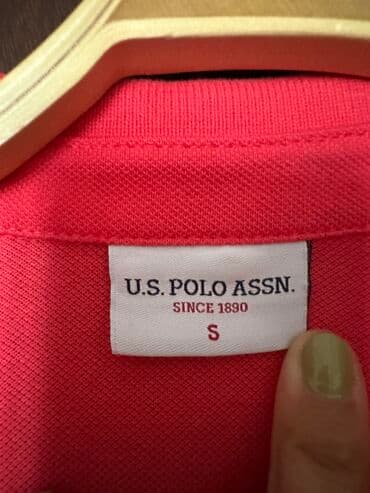 U.S. POLO ASSN.
SINCE 1890
S